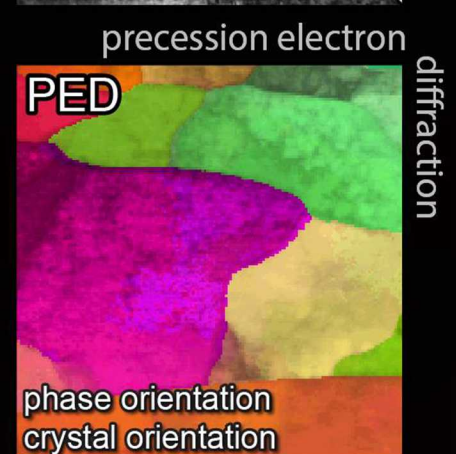 precession electron
diffraction
PED
phase orientation
crystal orientation